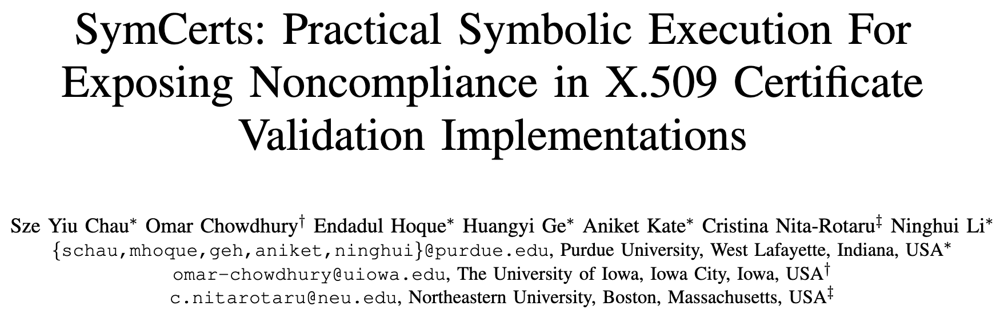 SymCerts: Practical Symbolic Execution For
Exposing Noncompliance in X.509 Certificate
Validation Implementations
Sze Yiu Chau* Omar Chowdhury† Endadul Hoque* Huangyi Ge* Aniket Kate* Cristina Nita-Rotaru‡ Ninghui Li*
{schau,mhoque,geh,aniket,ninghui}@purdue.edu, Purdue University, West Lafayette, Indiana, USA*
omar-chowdhury@uiowa.edu, The University of Iowa, Iowa City, Iowa, USA†
c.nitarotaru@neu.edu, Northeastern University, Boston, Massachusetts, USA‡